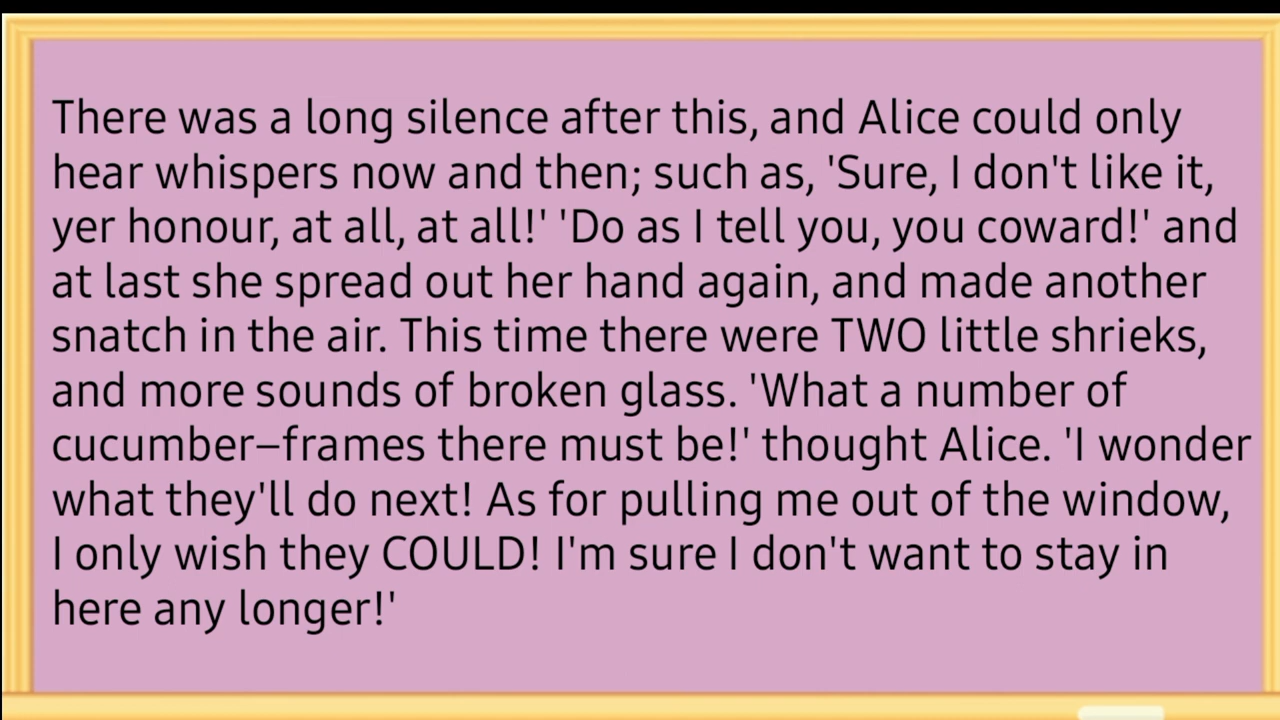 There was a long silence after this, and Alice could only
hear whispers now and then; such as, 'Sure, I don't like it,
yer honour, at all, at all!' 'Do as I tell you, you coward!' and
at last she spread out her hand again, and made another
snatch in the air. This time there were TWO little shrieks,
and more sounds of broken glass. 'What a number of
cucumber–frames there must be!' thought Alice. 'I wonder
what they'll do next! As for pulling me out of the window,
I only wish they COULD! I'm sure I don't want to stay in
here any longer!'